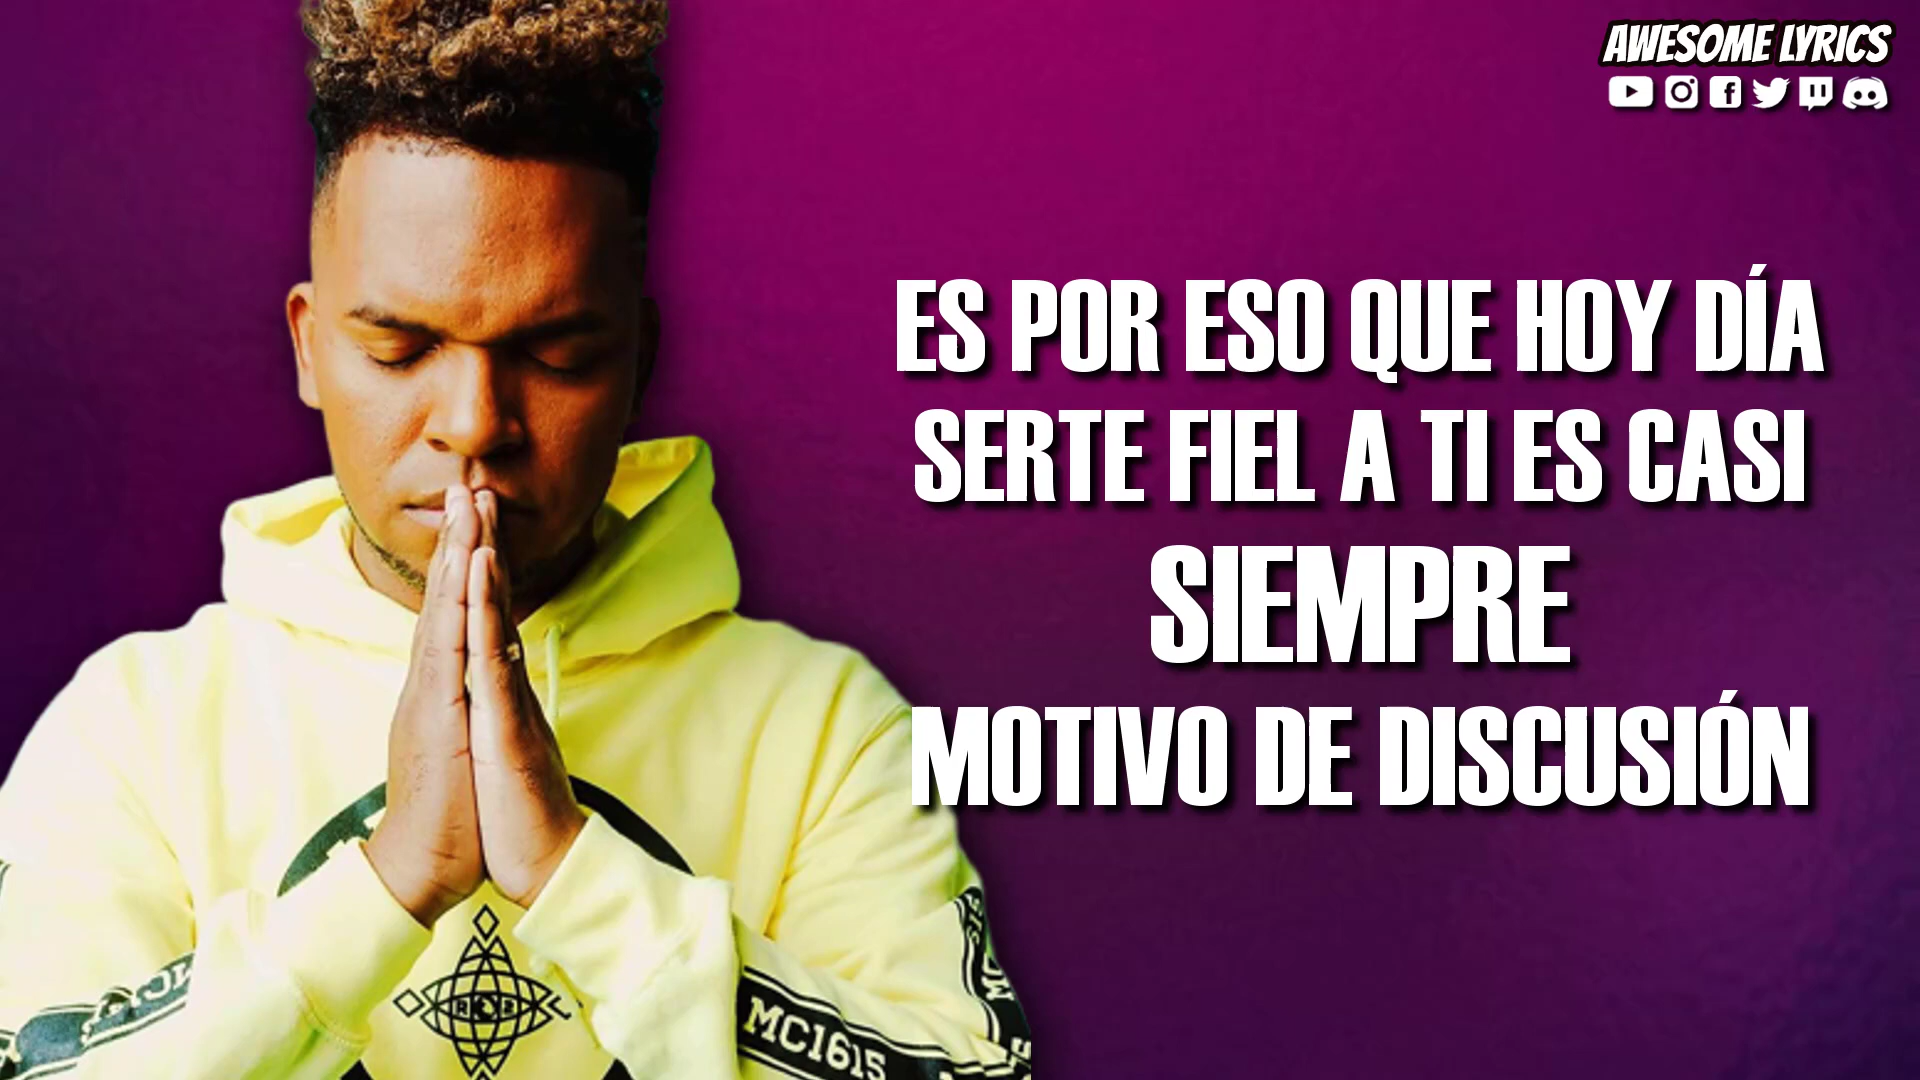 AWESOME LYRICS
ES POR ESO QUE HOY DÍA
SERTE FIEL A TI ES CASI
SIEMPRE
MOTIVO DE DISCUSIÓN
MC1615